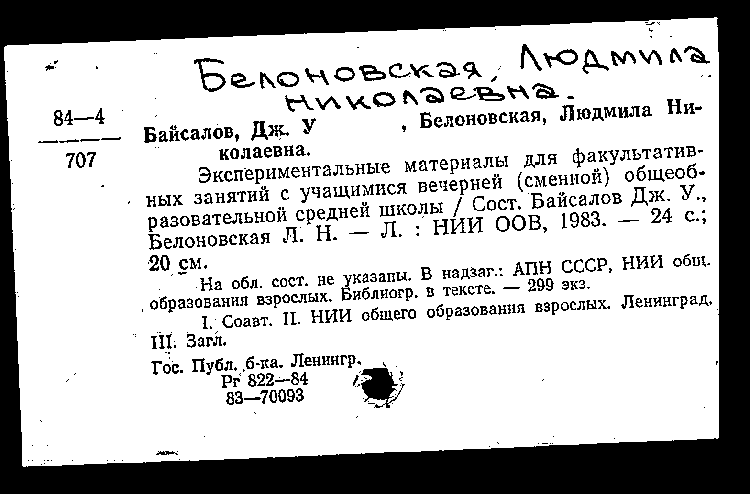 Белоновская, Людмила
Николаевна.
84—4
707
Байсалов, Дж. У , Белоновская, Людмила Ни-
колаевна.
Экспериментальные материалы для факультатив-
ных занятий с учащимися вечерней (сменной) общеоб-
разовательной средней школы / Сост. Байсалов Дж. У.,
Белоновская Л. Н. — Л. : НИИ ООВ, 1983. — 24 с.;
20 см.
На обл. сост. не указаны. В надзаг.: АПН СССР, НИИ общ.
образования взрослых. Библиогр. в тексте. — 299 экз.
I. Соавт. II. НИИ общего образования взрослых. Ленинград.
III. Загл.
Гос. Публ. б-ка. Ленингр.
Рг 822—84
83—70093